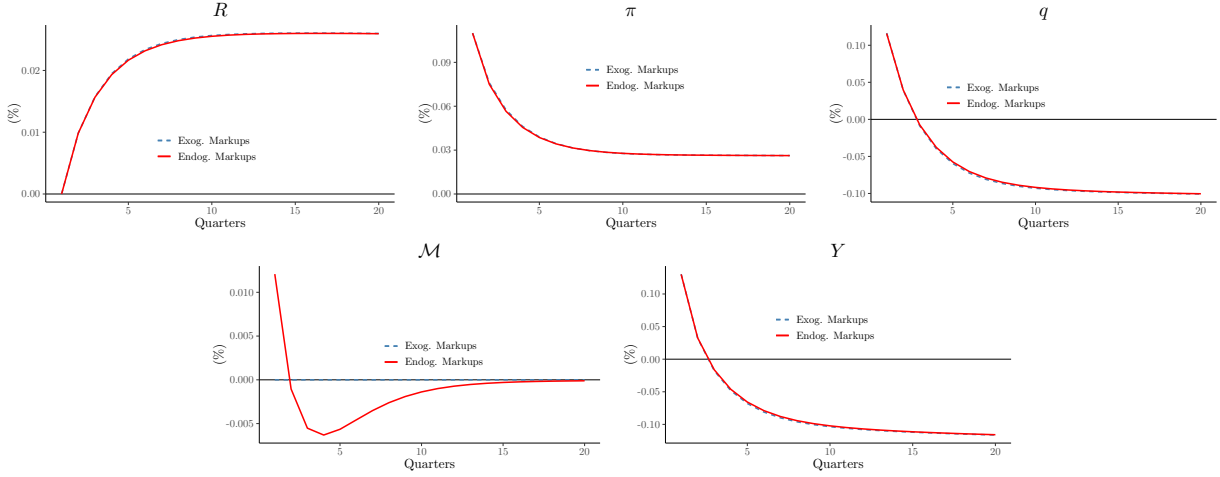 R
(%)
0.02
0.01
0.00
Exog. Markups
Endog. Markups
5
10
15
20
Quarters
π
(%)
0.09
0.06
0.03
0.00
Exog. Markups
Endog. Markups
5
10
15
20
Quarters
q
(%)
0.10
0.05
0.00
-0.05
-0.10
Exog. Markups
Endog. Markups
5
10
15
20
Quarters
ℳ
(%)
0.010
0.005
0.000
-0.005
Exog. Markups
Endog. Markups
5
10
15
20
Quarters
Y
(%)
0.10
0.05
0.00
-0.05
-0.10
Exog. Markups
Endog. Markups
5
10
15
20
Quarters